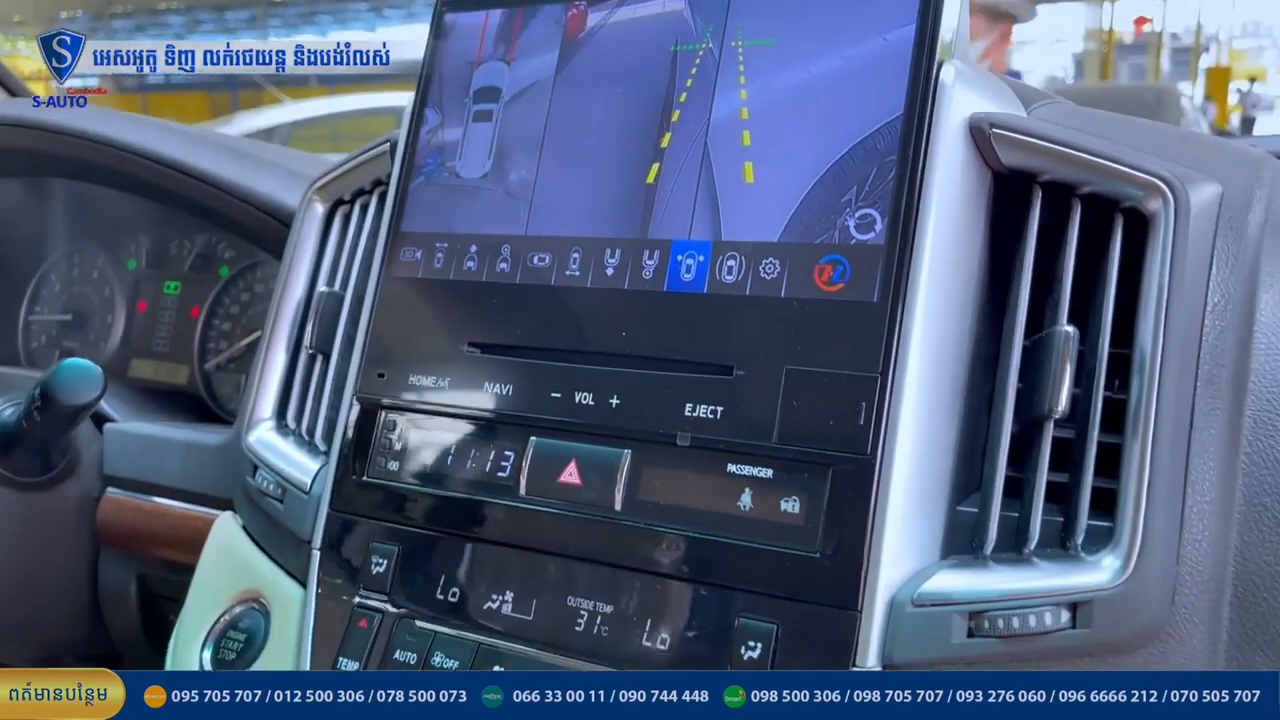 អេសអូតូ ទិញ លក់រថយន្ត និងបង់រំលស់
S
Cambodia
S-AUTO
3D
HOME
NAVI
− VOL +
EJECT
11:13
PASSENGER
Lo
OUTSIDE TEMP
31°C
Lo
TEMP
AUTO
OFF
ENGINE
START
STOP
ពត៌មានបន្ថែម
095 705 707 / 012 500 306 / 078 500 073
066 33 00 11 / 090 744 448
Smart
098 500 306 / 098 705 707 / 093 276 060 / 096 6666 212 / 070 505 707